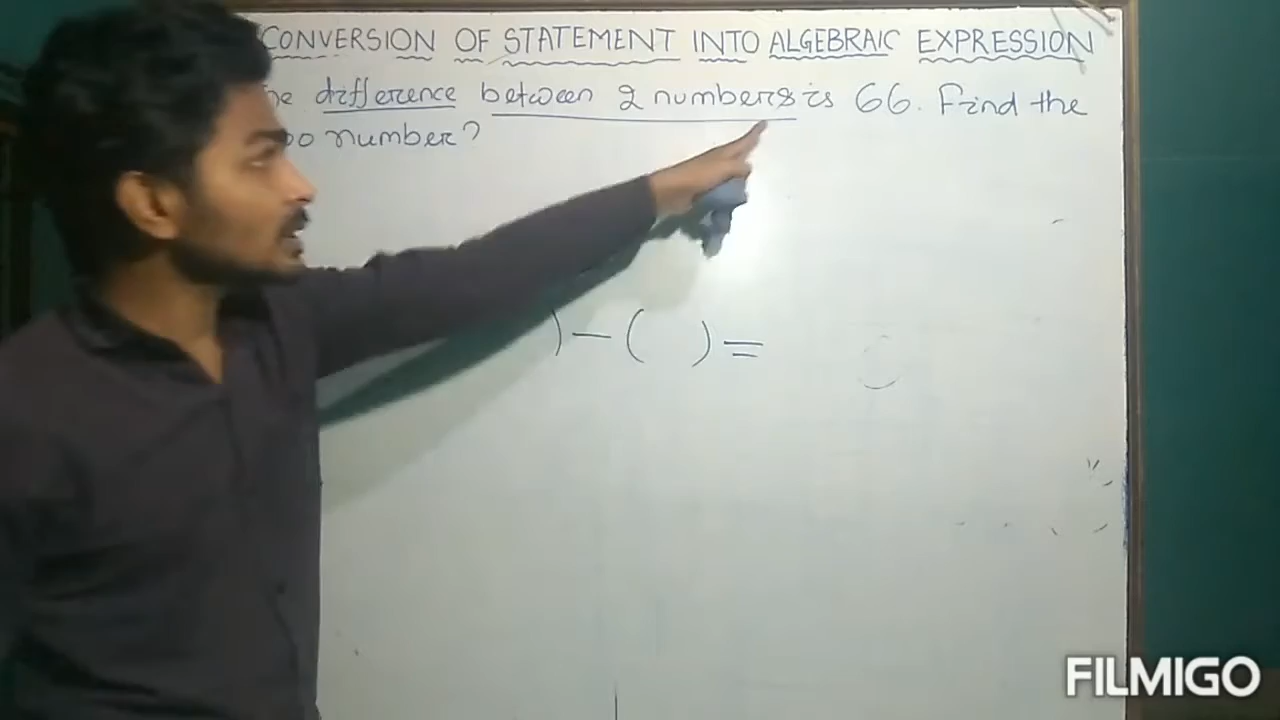 CONVERSION OF STATEMENT INTO ALGEBRAIC EXPRESSION
difference between 2 numbers is 66. Find the
number?
) – ( ) =
FILMIGO